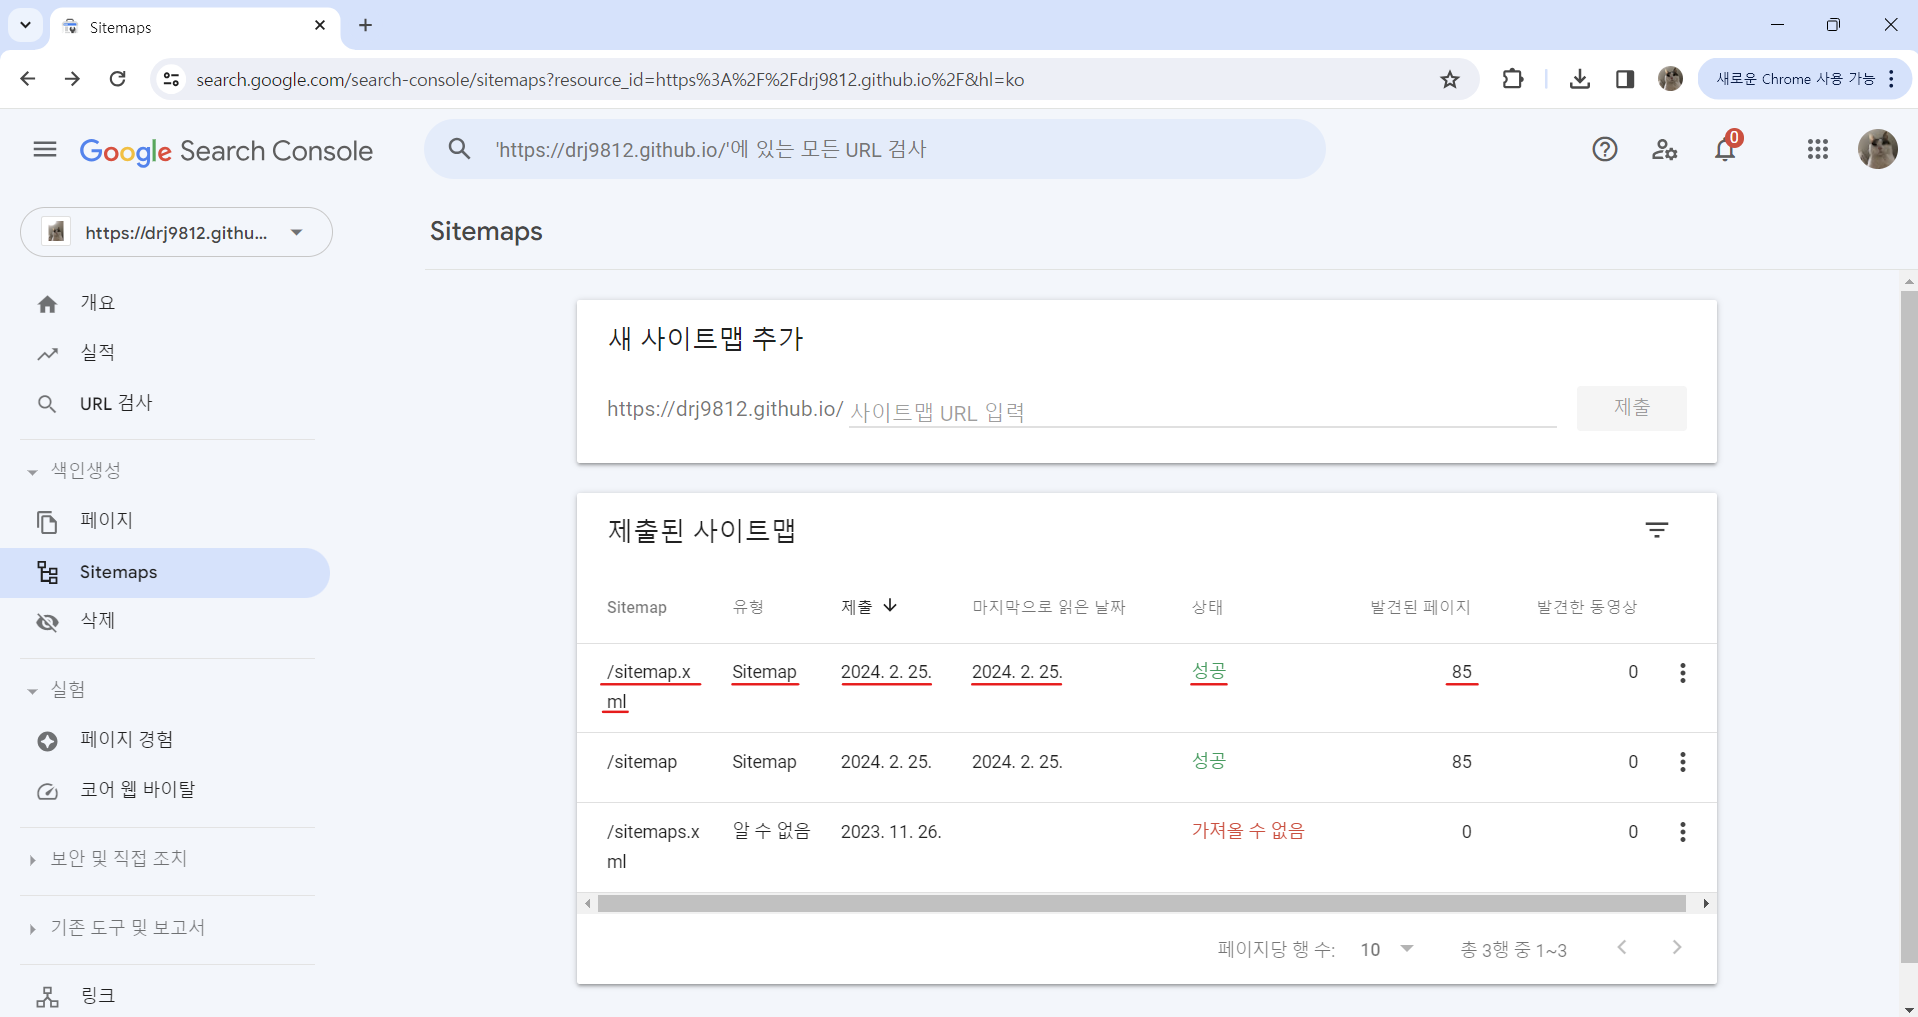 Sitemaps
search.google.com/search-console/sitemaps?resource_id=https%3A%2F%2Fdrj9812.github.io%2F&hl=ko
새로운 Chrome 사용 가능
Google Search Console
'https://drj9812.github.io/'에 있는 모든 URL 검사
0
https://drj9812.githu...
Sitemaps
개요
실적
URL 검사
색인생성
페이지
Sitemaps
삭제
실험
페이지 경험
코어 웹 바이탈
보안 및 직접 조치
기존 도구 및 보고서
링크
새 사이트맵 추가
https://drj9812.github.io/ 사이트맵 URL 입력
제출
제출된 사이트맵
Sitemap 유형 제출 마지막으로 읽은 날짜 상태 발견된 페이지 발견한 동영상
/sitemap.x Sitemap 2024. 2. 25. 2024. 2. 25. 성공 85 0
ml
/sitemap Sitemap 2024. 2. 25. 2024. 2. 25. 성공 85 0
/sitemaps.x 알 수 없음 2023. 11. 26. 가져올 수 없음 0 0
ml
페이지당 행 수: 10 총 3행 중 1~3